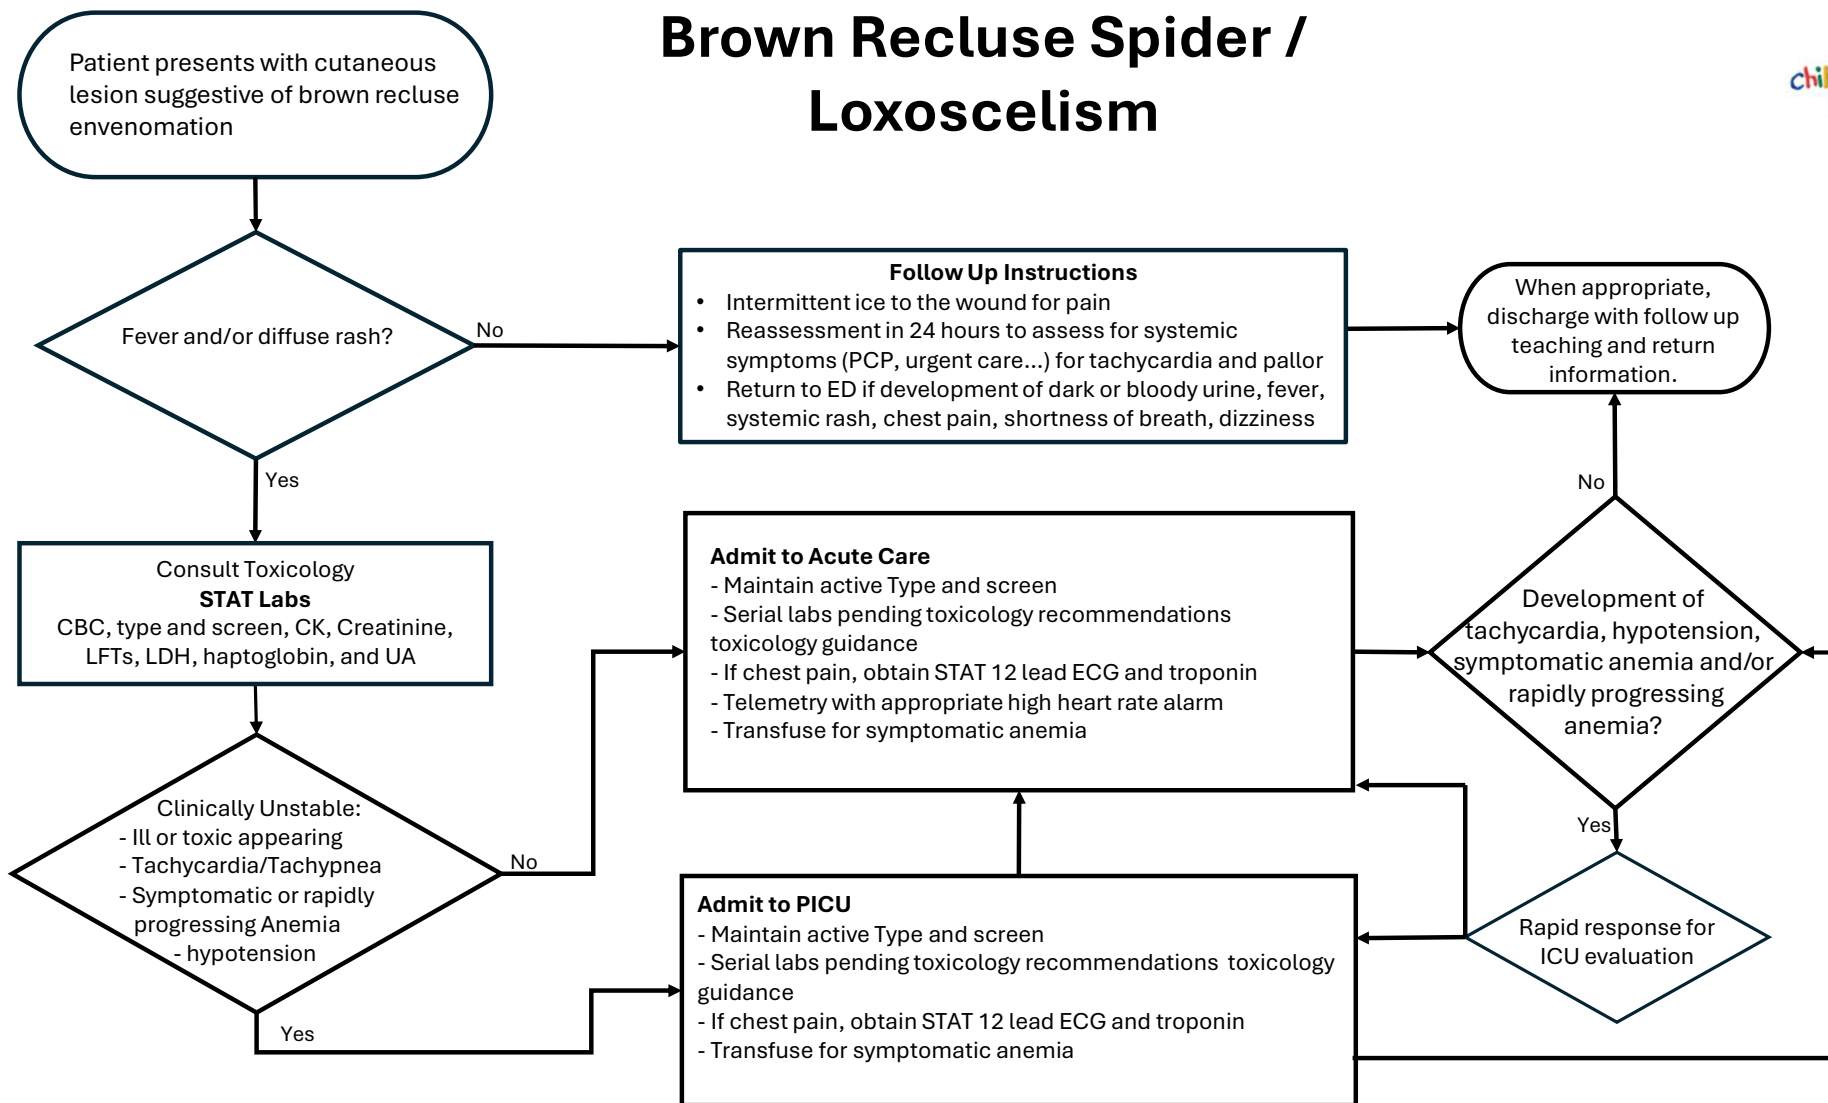 Brown Recluse Spider /
Loxoscelism
Patient presents with cutaneous
lesion suggestive of brown recluse
envenomation
Fever and/or diffuse rash?
No
Follow Up Instructions
• Intermittent ice to the wound for pain
• Reassessment in 24 hours to assess for systemic
symptoms (PCP, urgent care...) for tachycardia and pallor
• Return to ED if development of dark or bloody urine, fever,
systemic rash, chest pain, shortness of breath, dizziness
When appropriate,
discharge with follow up
teaching and return
information.
Yes
Consult Toxicology
STAT Labs
CBC, type and screen, CK, Creatinine,
LFTs, LDH, haptoglobin, and UA
Clinically Unstable:
- Ill or toxic appearing
- Tachycardia/Tachypnea
- Symptomatic or rapidly
progressing Anemia
- hypotension
No
Yes
Admit to Acute Care
- Maintain active Type and screen
- Serial labs pending toxicology recommendations
toxicology guidance
- If chest pain, obtain STAT 12 lead ECG and troponin
- Telemetry with appropriate high heart rate alarm
- Transfuse for symptomatic anemia
Admit to PICU
- Maintain active Type and screen
- Serial labs pending toxicology recommendations toxicology
guidance
- If chest pain, obtain STAT 12 lead ECG and troponin
- Transfuse for symptomatic anemia
No
Development of
tachycardia, hypotension,
symptomatic anemia and/or
rapidly progressing
anemia?
Yes
Rapid response for
ICU evaluation